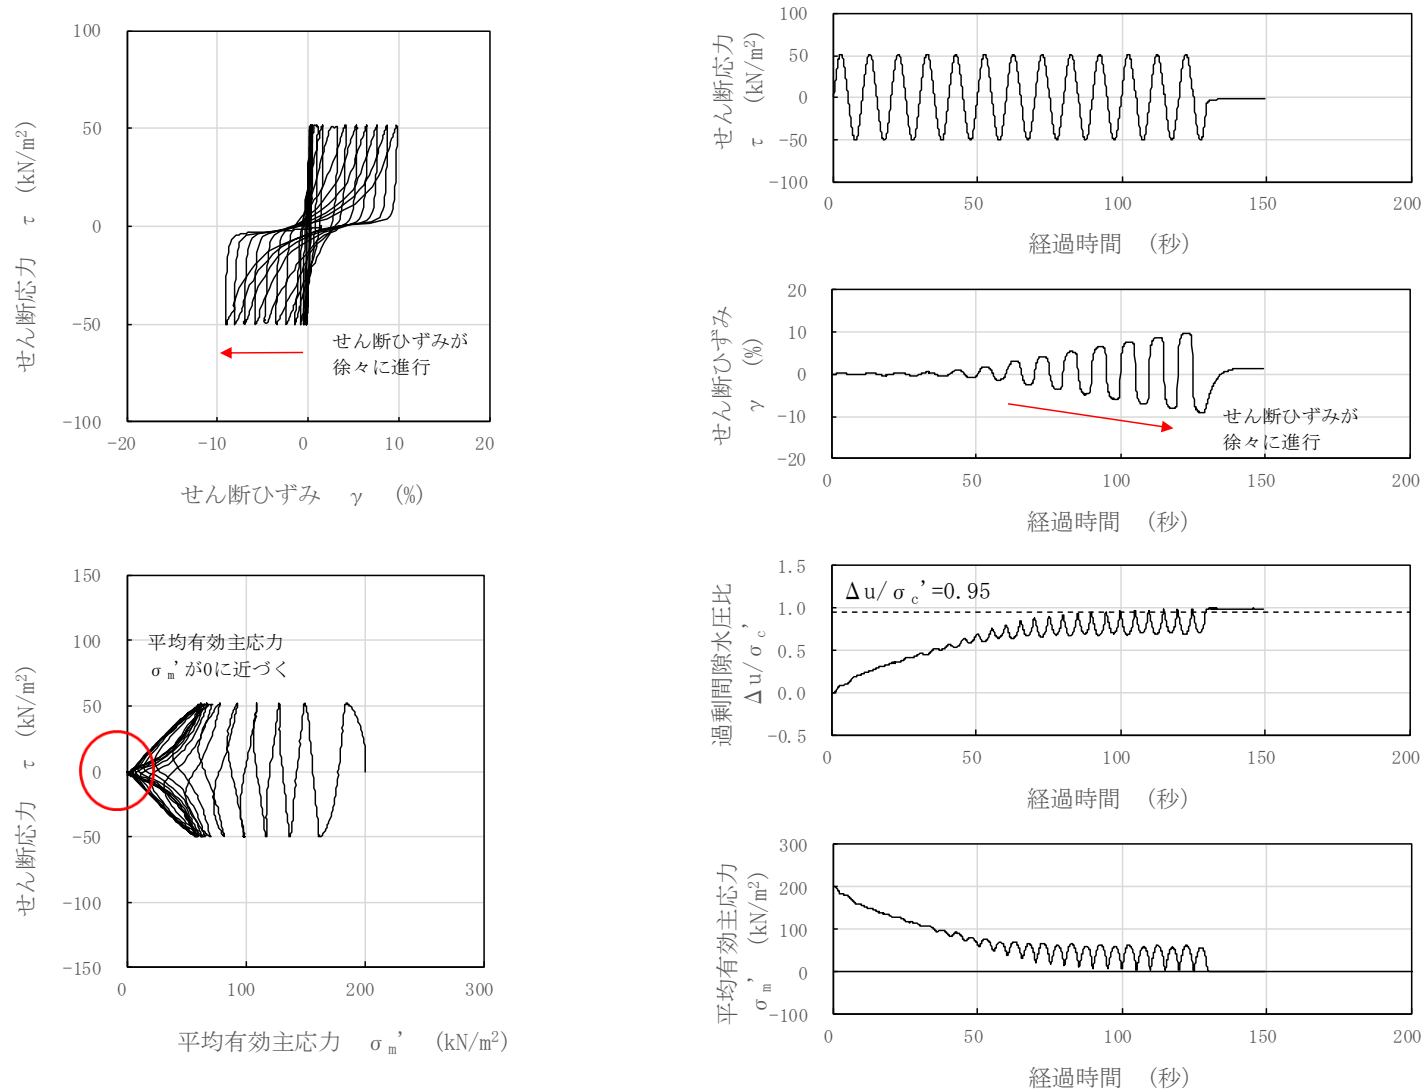 100
50
0
-50
-100
-20
-10
0
10
20
せん断応力 τ (kN/m²)
せん断ひずみ γ (%)
せん断ひずみが
徐々に進行
100
50
0
-50
-100
0
50
100
150
200
せん断応力
τ (kN/m²)
経過時間 (秒)
20
10
0
-10
-20
0
50
100
150
200
せん断ひずみ
γ (%)
せん断ひずみが
徐々に進行
経過時間 (秒)
150
100
50
0
-50
-100
-150
0
100
200
300
せん断応力 τ (kN/m²)
平均有効主応力
σm'が0に近づく
平均有効主応力 σm' (kN/m²)
1.5
1.0
0.5
0.0
-0.5
0
50
100
150
200
過剰間隙水圧比
Δu/σc'
Δu/σc'=0.95
経過時間 (秒)
300
200
100
0
-100
0
50
100
150
200
平均有効主応力
σm' (kN/m²)
経過時間 (秒)